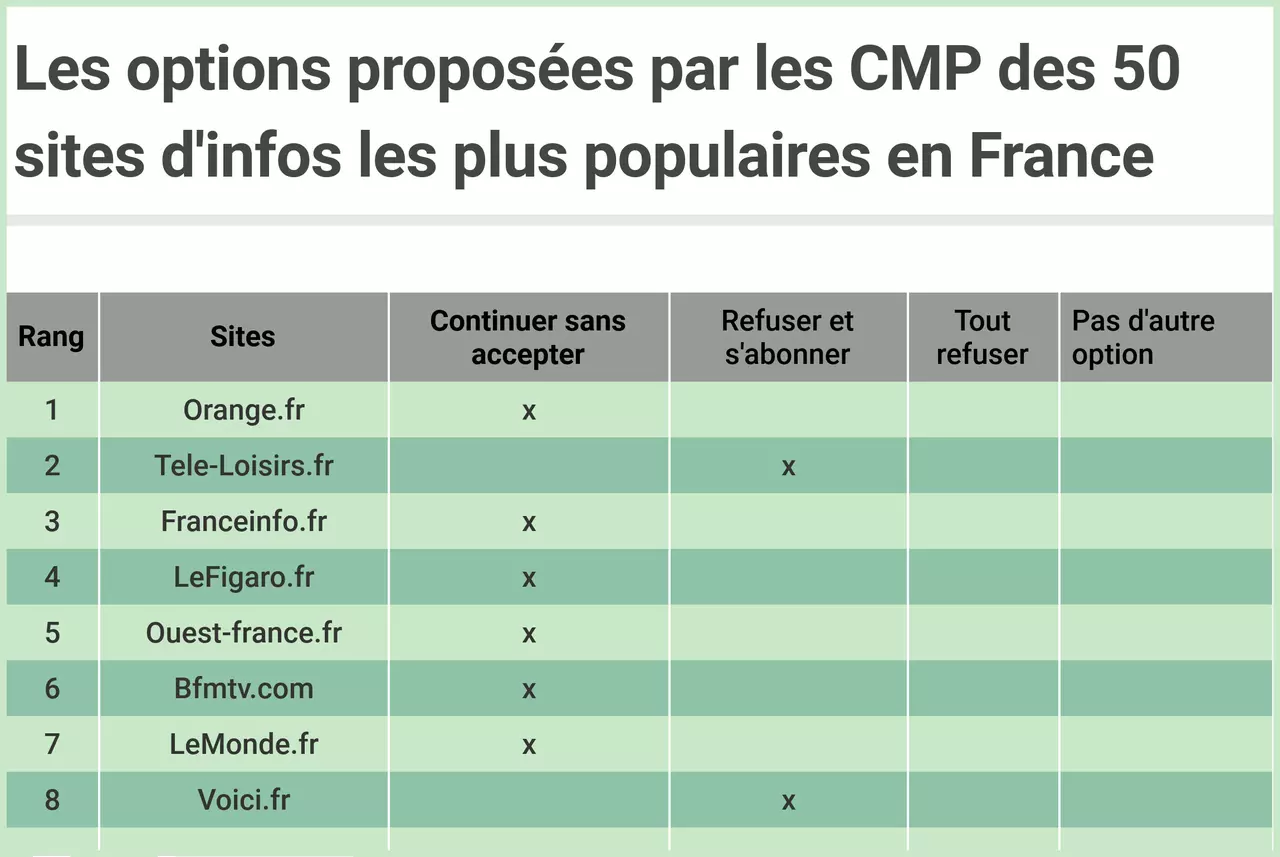 Les options proposées par les CMP des 50
sites d'infos les plus populaires en France
Rang Sites Continuer sans accepter Refuser et s'abonner Tout refuser Pas d'autre option
1 Orange.fr x
2 Tele-Loisirs.fr x
3 Franceinfo.fr x
4 LeFigaro.fr x
5 Ouest-france.fr x
6 Bfmtv.com x
7 LeMonde.fr x
8 Voici.fr x